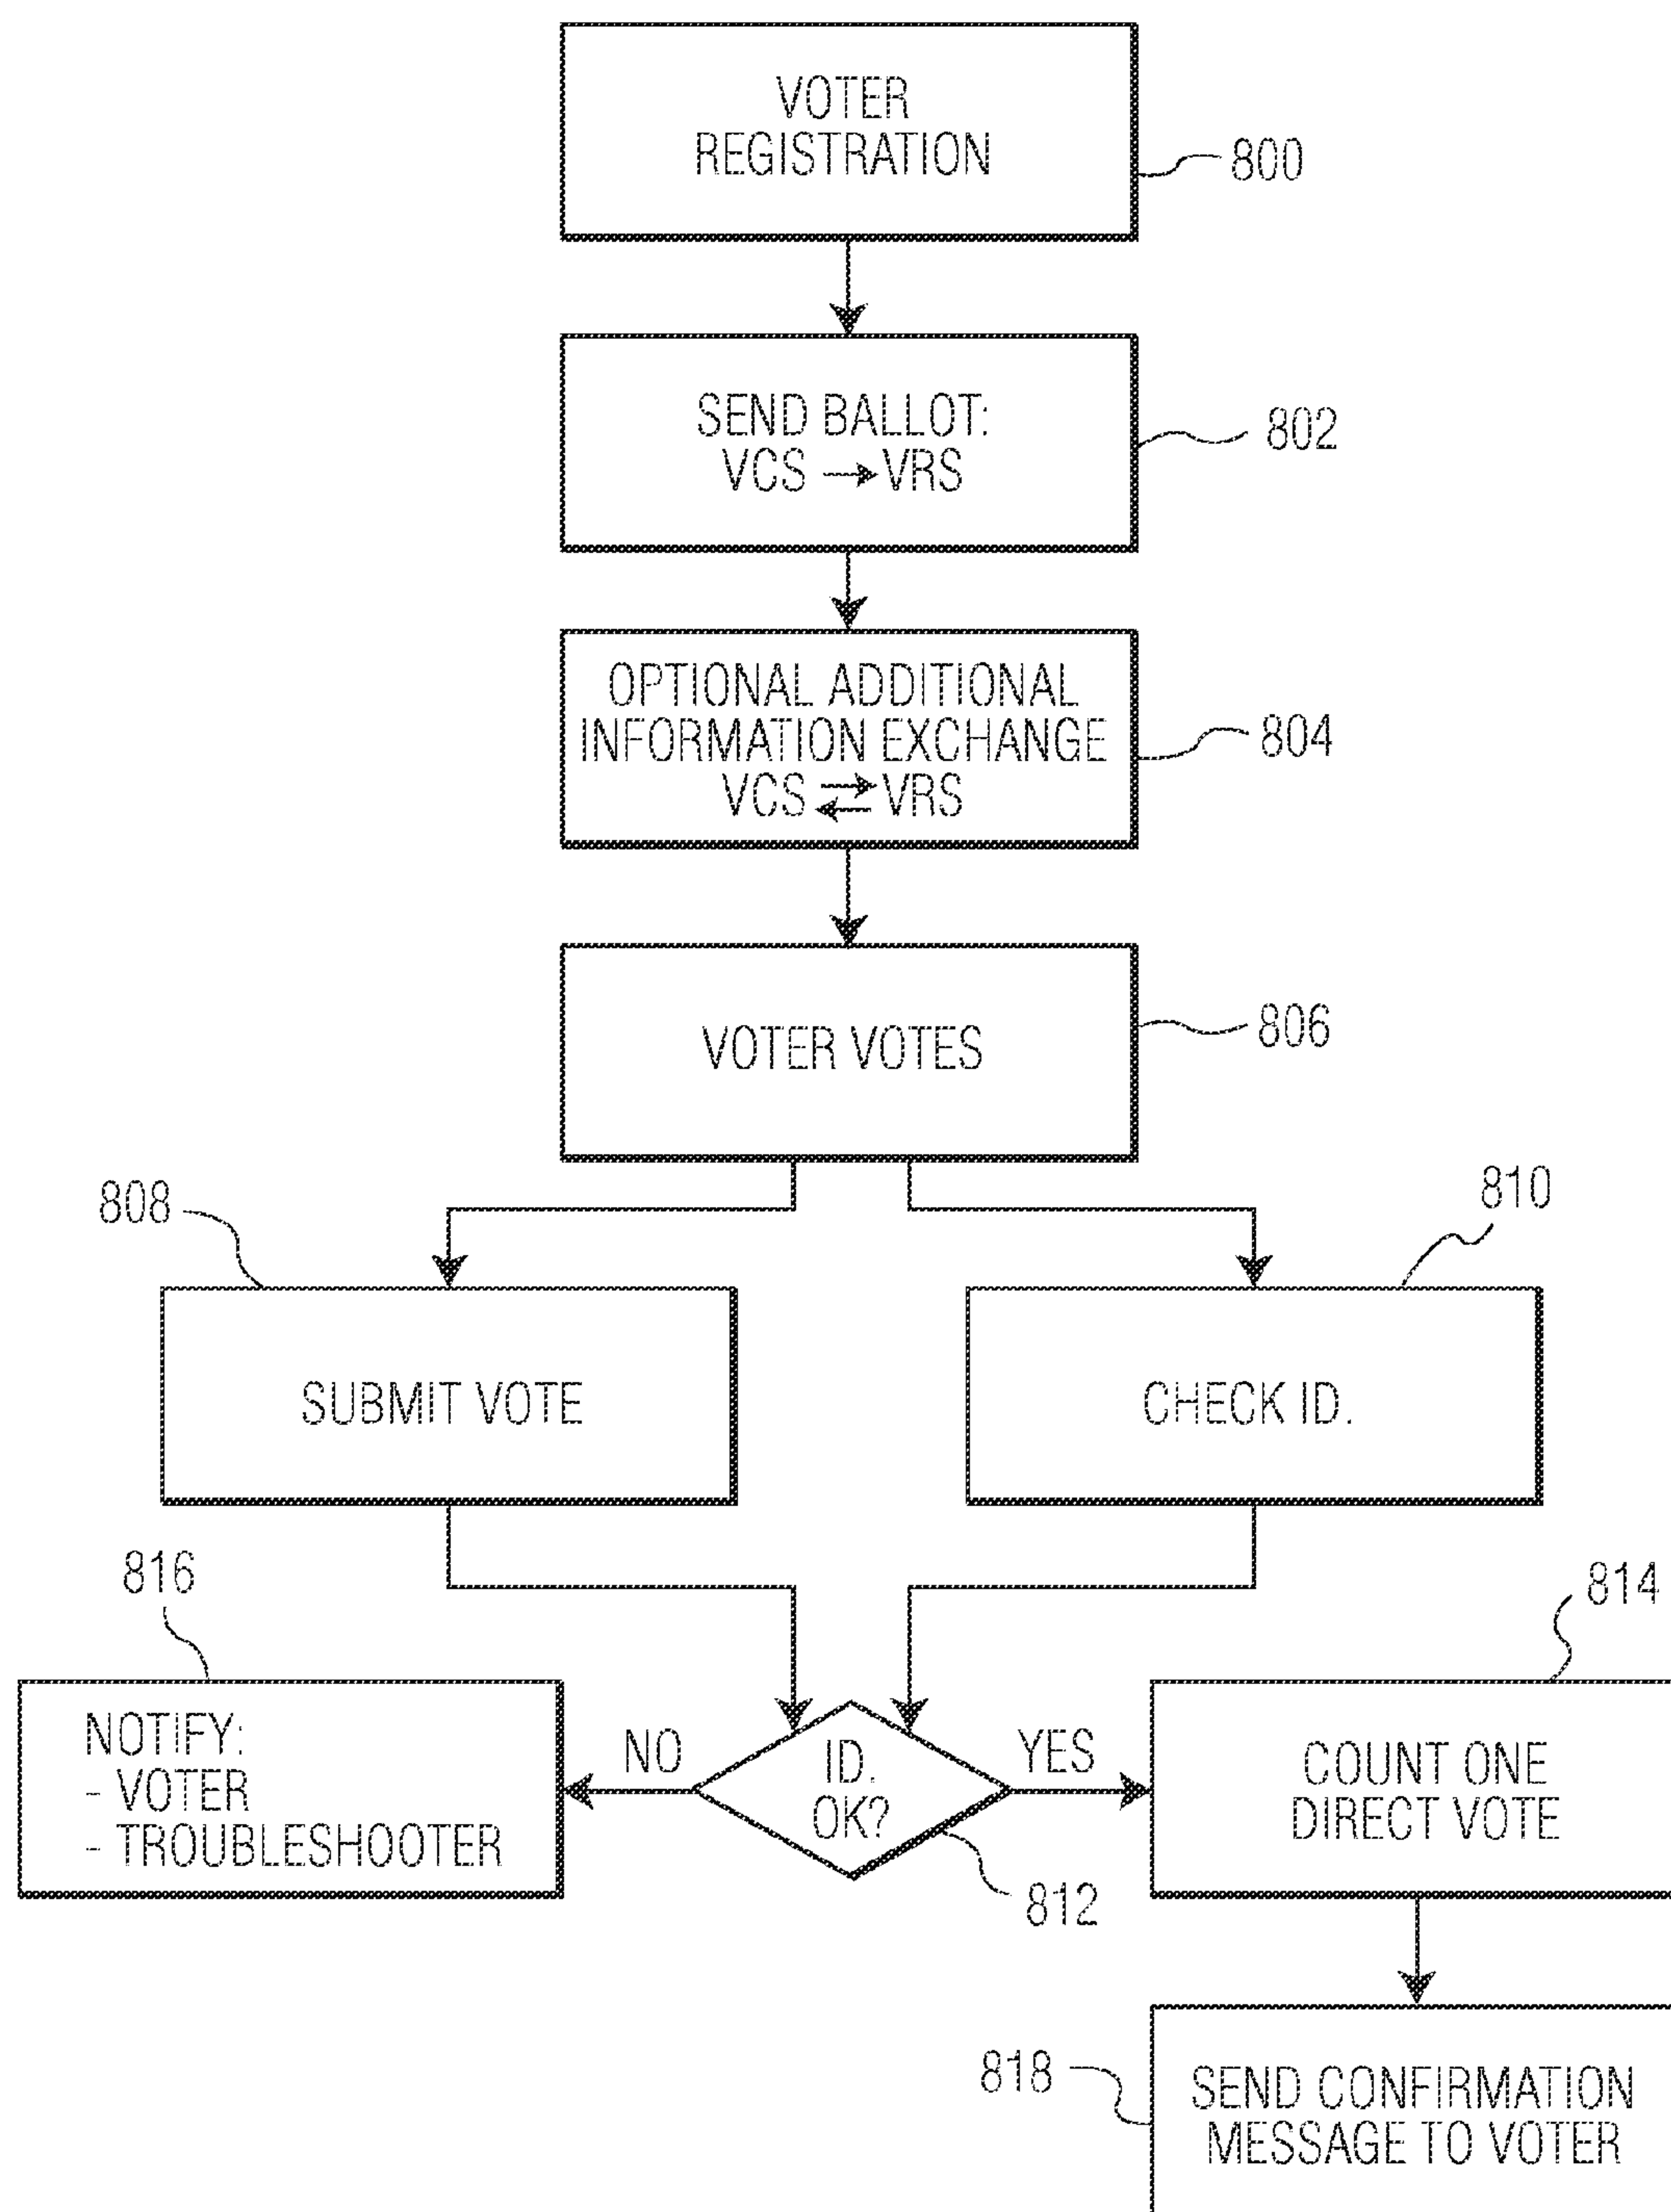 VOTER
REGISTRATION
800
SEND BALLOT:
VCS → VRS
802
OPTIONAL ADDITIONAL
INFORMATION EXCHANGE
VCS ⇄ VRS
804
VOTER VOTES
806
808
810
SUBMIT VOTE
CHECK ID.
816
814
NOTIFY:
- VOTER
- TROUBLESHOOTER
NO
ID.
OK?
YES
812
COUNT ONE
DIRECT VOTE
818
SEND CONFIRMATION
MESSAGE TO VOTER